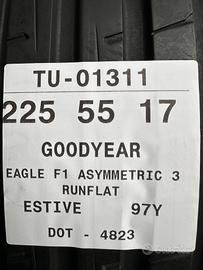 TU-01311
225 55 17
GOODYEAR
EAGLE F1 ASYMMETRIC 3
RUNFLAT
ESTIVE 97Y
DOT - 4823